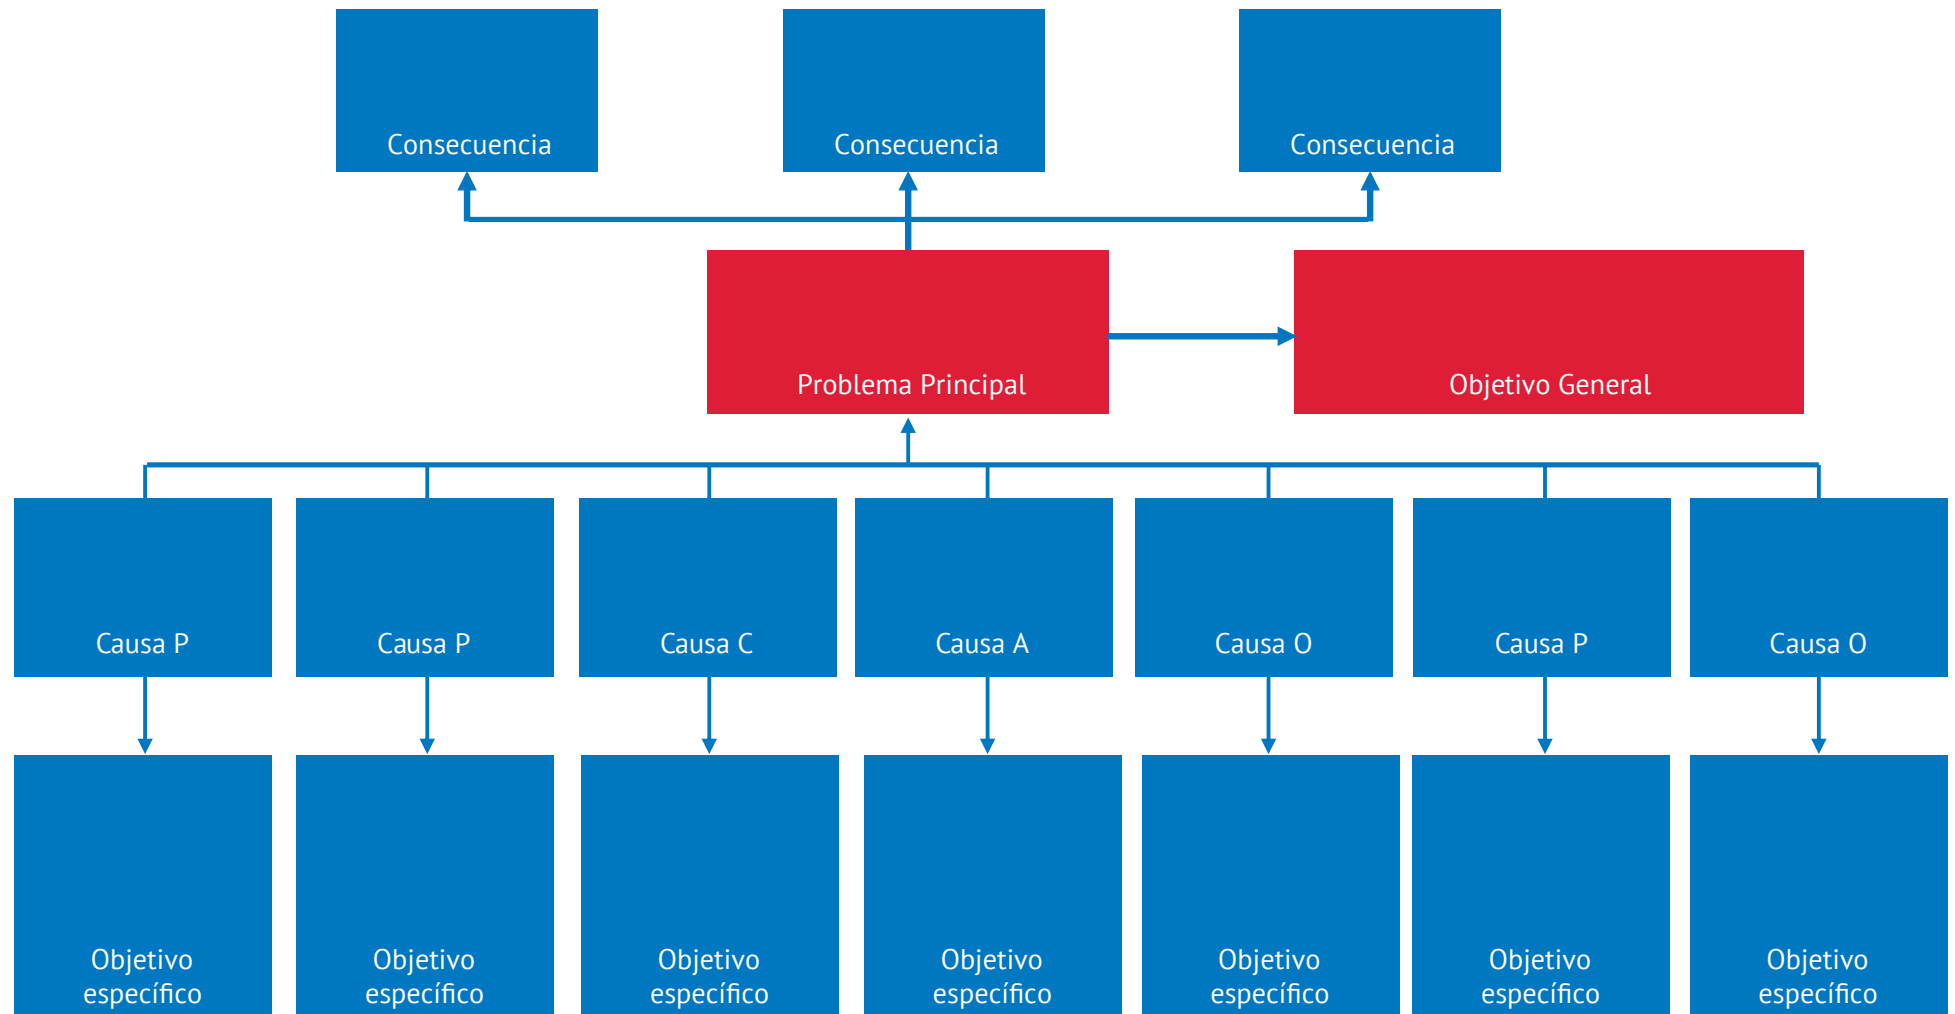 Consecuencia
Consecuencia
Consecuencia
Problema Principal
Objetivo General
Causa P
Causa P
Causa C
Causa A
Causa O
Causa P
Causa O
Objetivo
específico
Objetivo
específico
Objetivo
específico
Objetivo
específico
Objetivo
específico
Objetivo
específico
Objetivo
específico